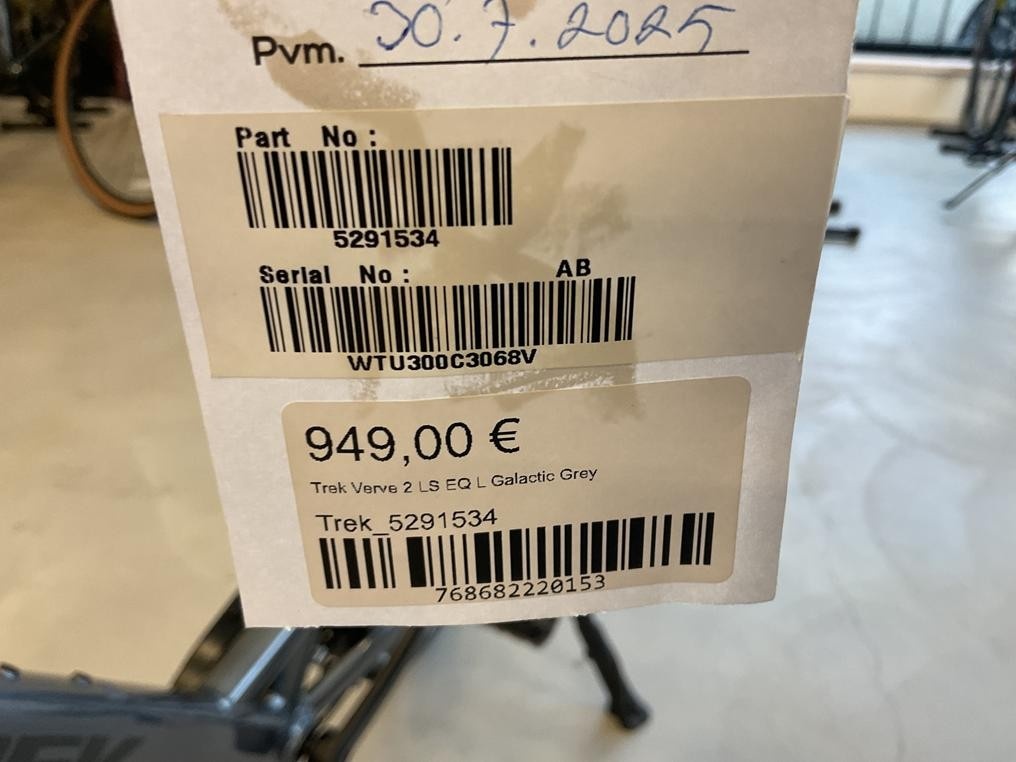 Pvm. 30.7.2025
Part No:
5291534
Serial No: AB
WTU300C3068V
949,00 €
Trek Verve 2 LS EQ L Galactic Grey
Trek_5291534
768682220153